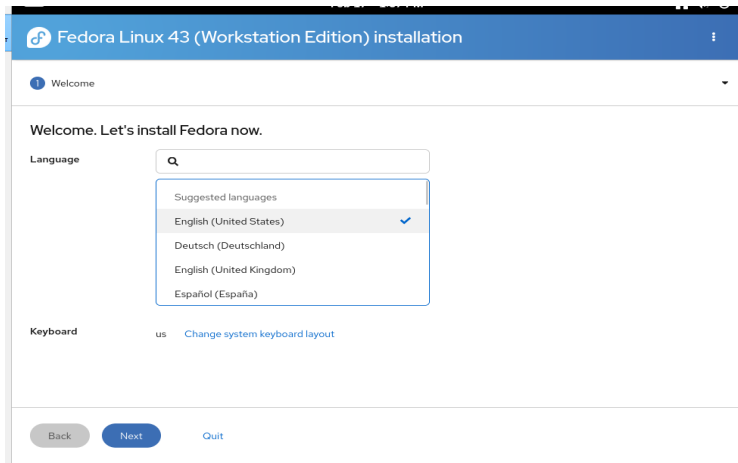 Fedora Linux 43 (Workstation Edition) installation
1 Welcome
Welcome. Let's install Fedora now.
Language
Suggested languages
English (United States)
Deutsch (Deutschland)
English (United Kingdom)
Español (España)
Keyboard us Change system keyboard layout
Back Next Quit